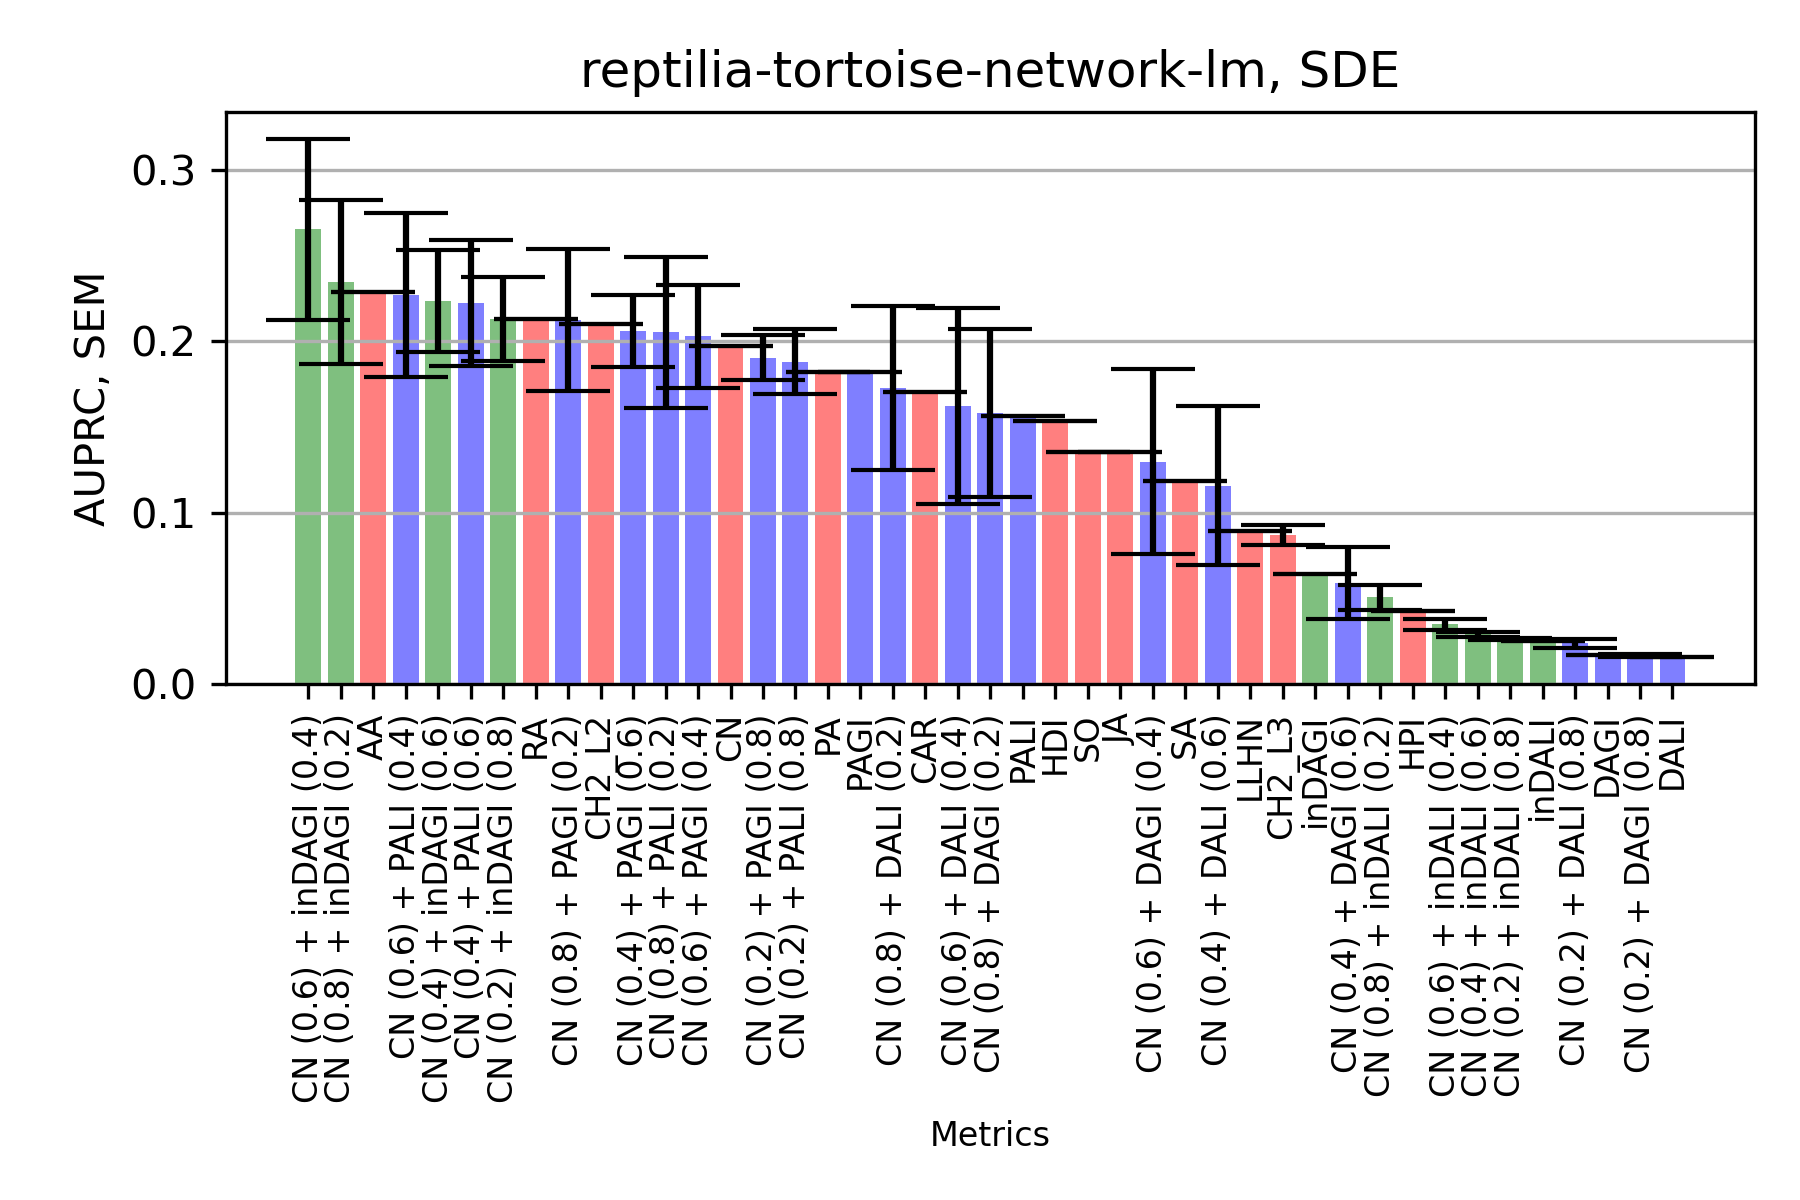 reptilia-tortoise-network-lm, SDE
AUPRC, SEM
0.3
0.2
0.1
0.0
CN (0.6) + inDAGI (0.4)
CN (0.8) + inDAGI (0.2)
AA
CN (0.6) + PALI (0.4)
CN (0.4) + inDAGI (0.6)
CN (0.4) + PALI (0.6)
CN (0.2) + inDAGI (0.8)
RA
CN (0.8) + PAGI (0.2)
CH2_L2
CN (0.4) + PAGI (0.6)
CN (0.8) + PALI (0.2)
CN (0.6) + PAGI (0.4)
CN
CN (0.2) + PAGI (0.8)
CN (0.2) + PALI (0.8)
PA
PAGI
CN (0.8) + DALI (0.2)
CAR
CN (0.6) + DALI (0.4)
CN (0.8) + DAGI (0.2)
PALI
HDI
SO
JA
CN (0.6) + DAGI (0.4)
SA
CN (0.4) + DALI (0.6)
LLHN
CH2_L3
inDAGI
CN (0.4) + DAGI (0.6)
CN (0.8) + inDALI (0.2)
HPI
CN (0.6) + inDALI (0.4)
CN (0.4) + inDALI (0.6)
CN (0.2) + inDALI (0.8)
inDALI
CN (0.2) + DALI (0.8)
DAGI
CN (0.2) + DAGI (0.8)
DALI
Metrics